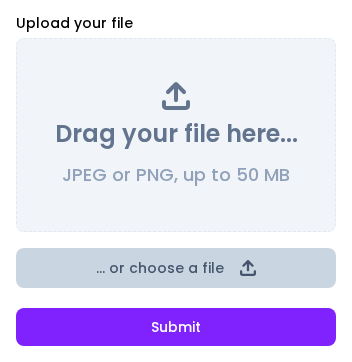 Upload your file
Drag your file here...
JPEG or PNG, up to 50 MB
... or choose a file
Submit